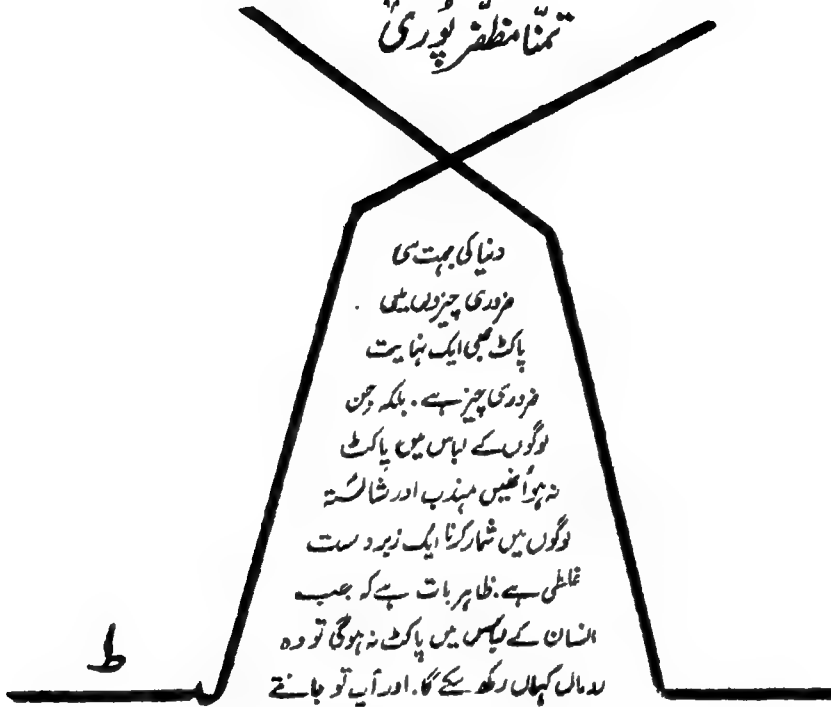 تمنّا مظفّر پُوری
دنیا کی بہت سی
ضروری چیزوں میں
پاکٹ بھی ایک نہایت
ضروری چیز ہے. بلکہ جن
لوگوں کے لباس میں پاکٹ
نہ ہو اُنھیں مہذب اور شائستہ
لوگوں میں شمار کرنا ایک زبردست
غلطی ہے. ظاہر بات ہے کہ جب
انسان کے لباس میں پاکٹ نہ ہوگی تو وہ
رومال کہاں رکھ سکے گا. اور آپ تو جانتے